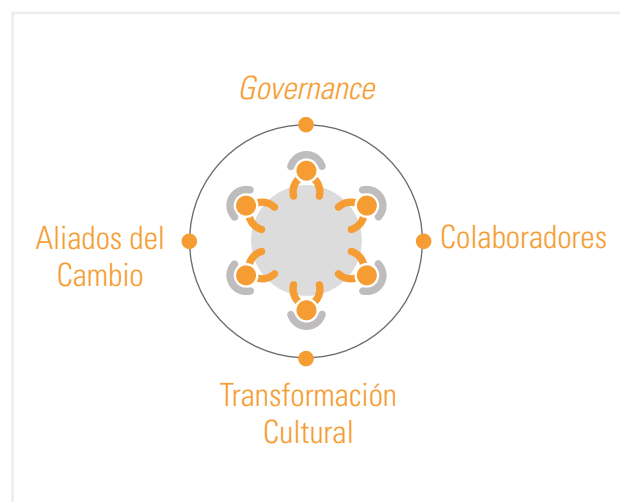 Governance
Aliados del
Cambio
Colaboradores
Transformación
Cultural